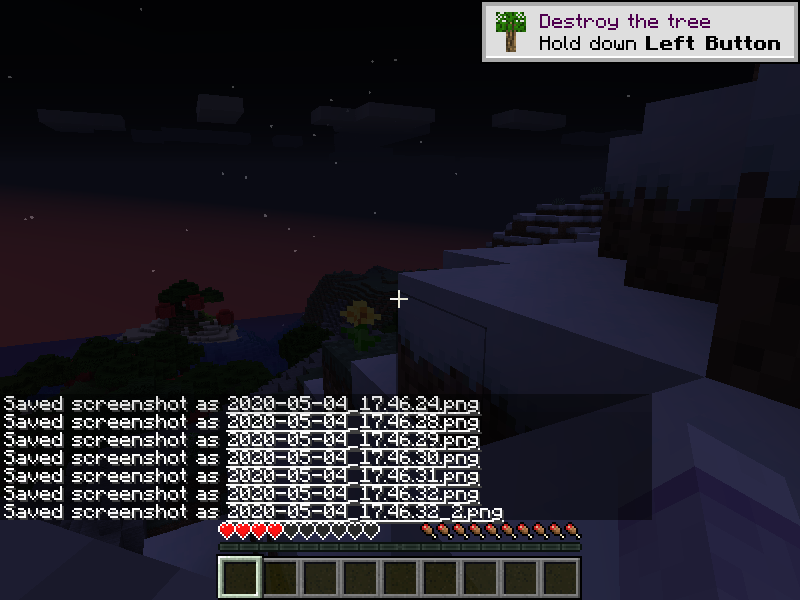 Destroy the tree
Hold down Left Button
Saved screenshot as 2020-05-04_17.46.24.png
Saved screenshot as 2020-05-04_17.46.28.png
Saved screenshot as 2020-05-04_17.46.29.png
Saved screenshot as 2020-05-04_17.46.30.png
Saved screenshot as 2020-05-04_17.46.31.png
Saved screenshot as 2020-05-04_17.46.32.png
Saved screenshot as 2020-05-04_17.46.32_2.png